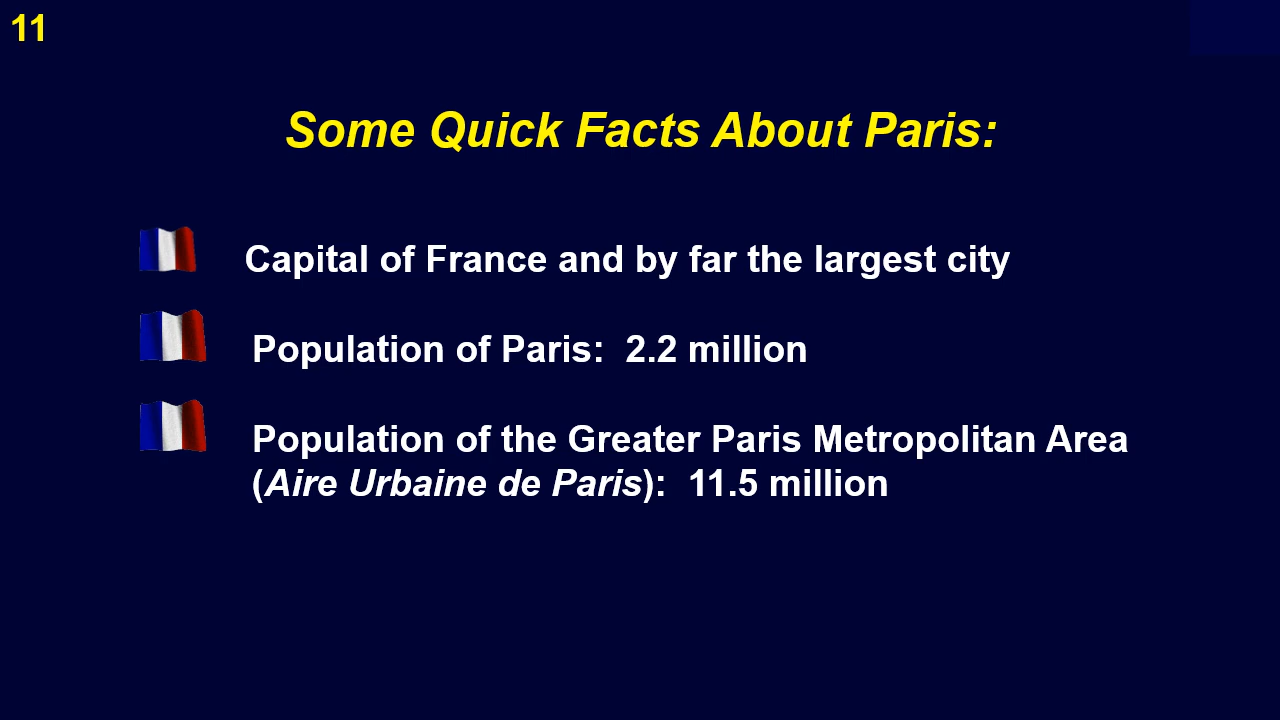 11
Some Quick Facts About Paris:
Capital of France and by far the largest city
Population of Paris:  2.2 million
Population of the Greater Paris Metropolitan Area
(Aire Urbaine de Paris):  11.5 million